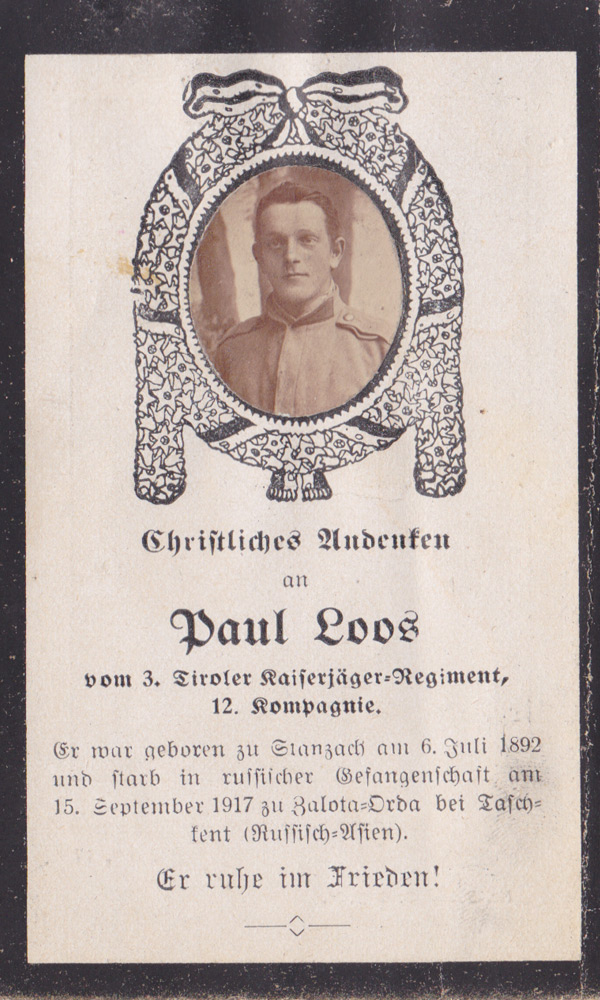 Christliches Andenken
an
Paul Loos
vom 3. Tiroler Kaiserjäger-Regiment,
12. Kompagnie.
Er war geboren zu Stanzach am 6. Juli 1892
und starb in russischer Gefangenschaft am
15. September 1917 zu Zalota-Orda bei Tasch-
kent (Russisch-Asien).
Er ruhe im Frieden!